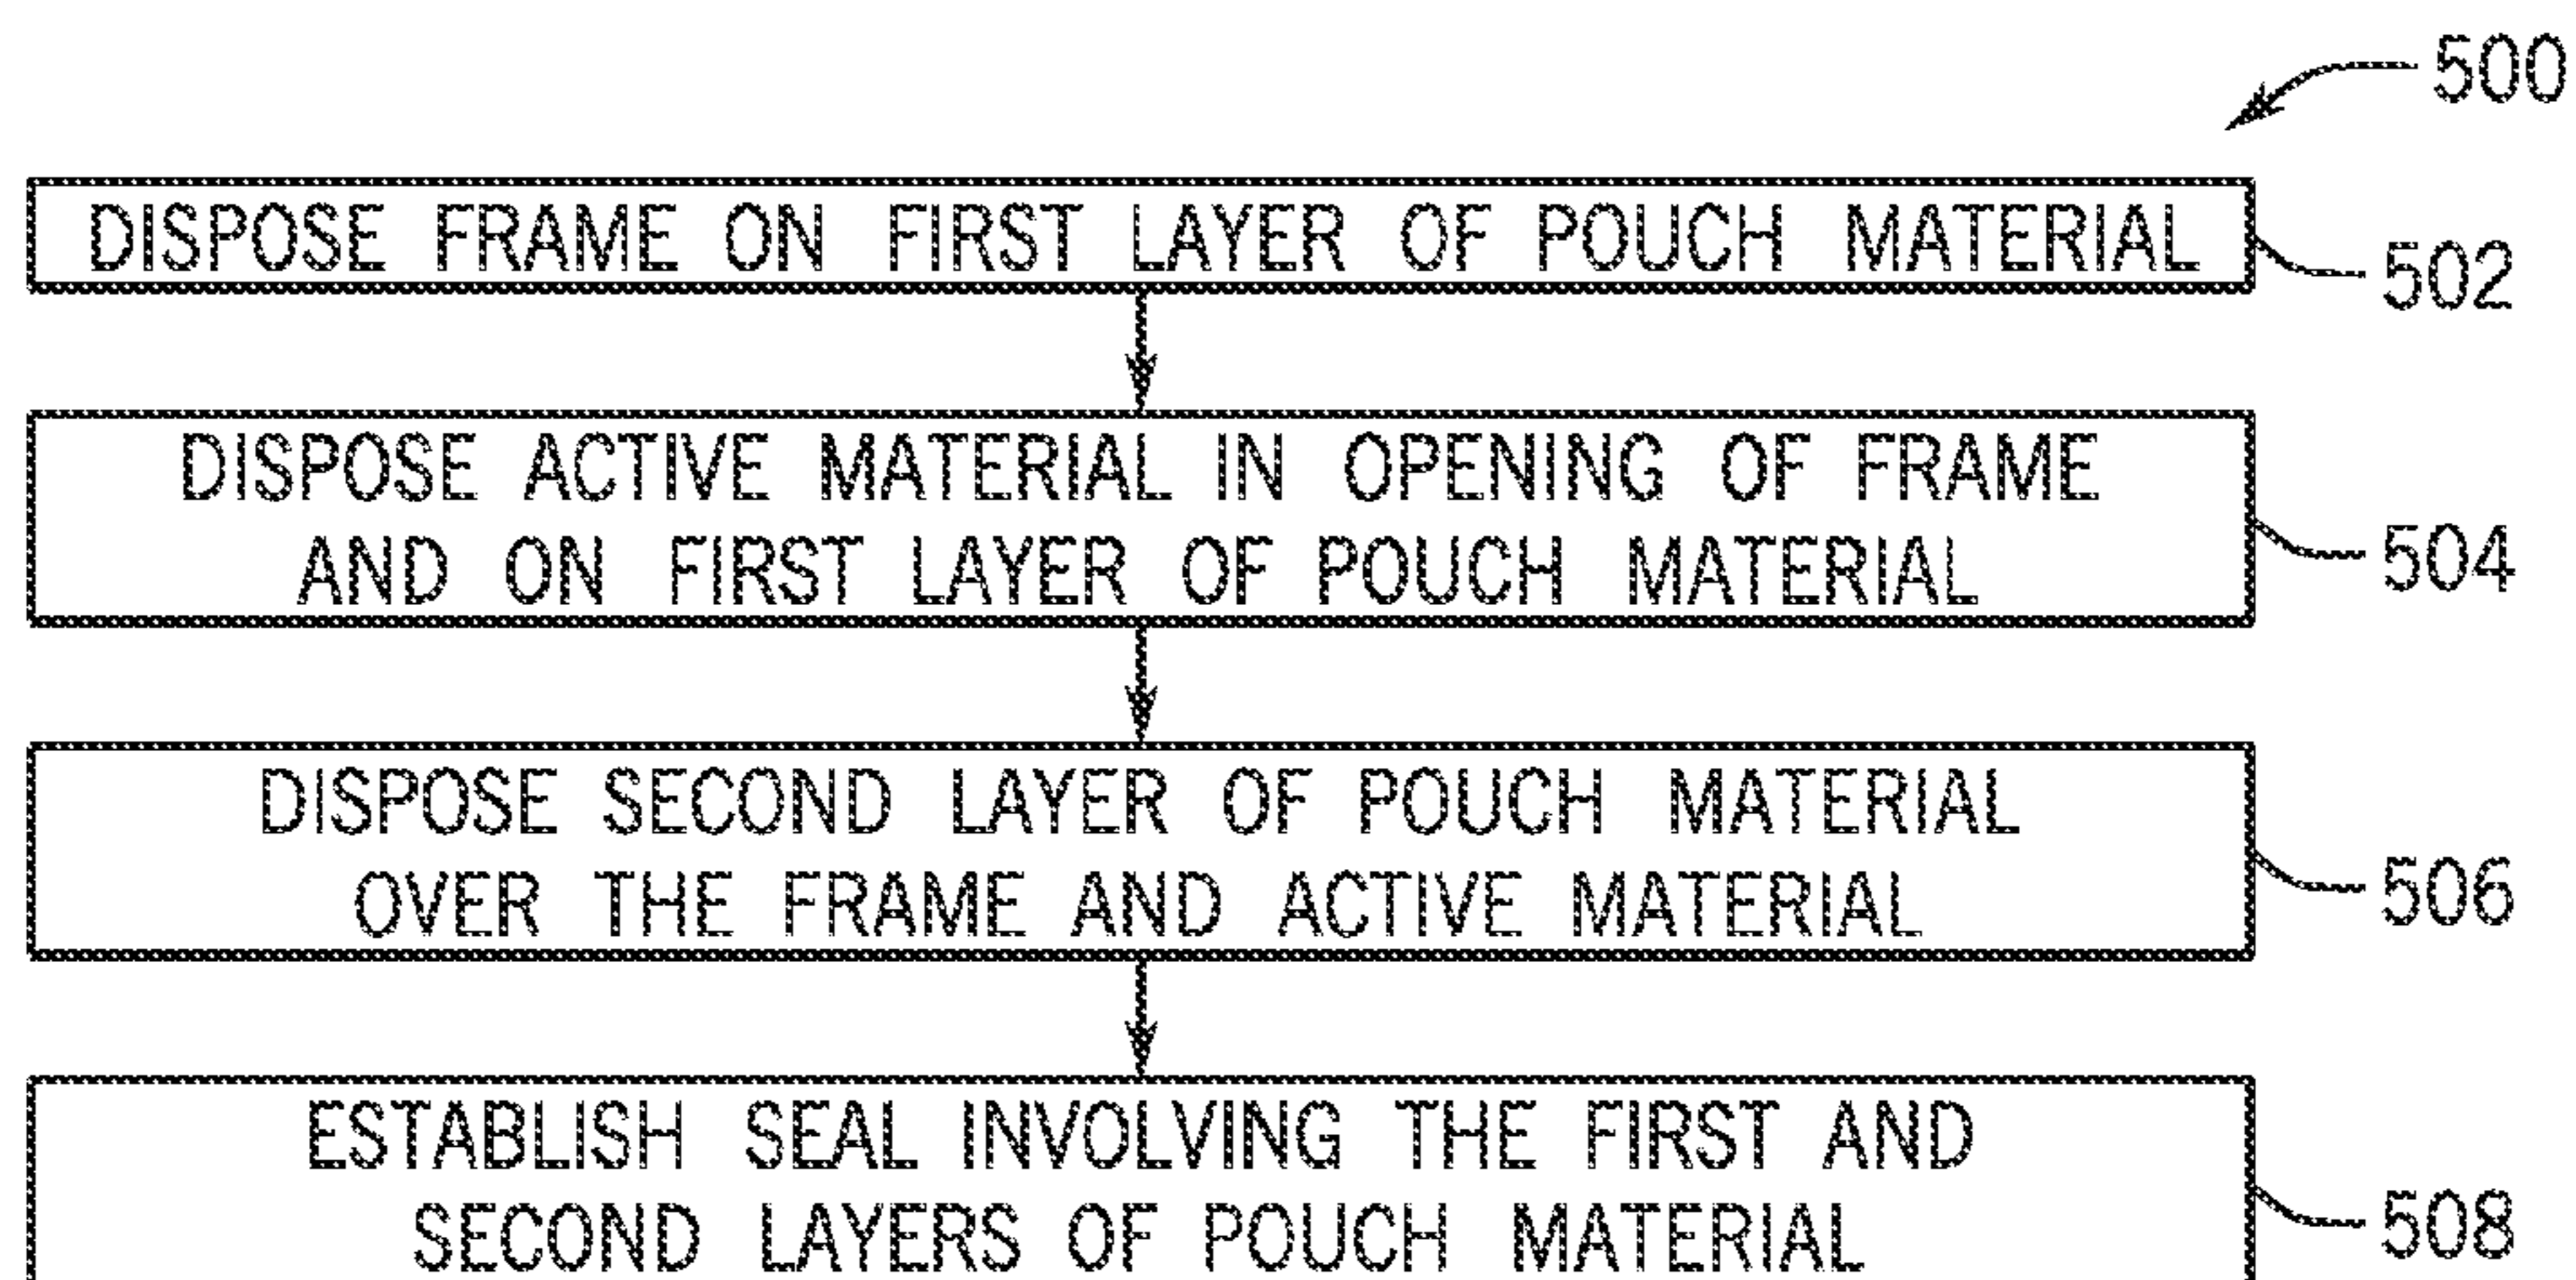 500
DISPOSE FRAME ON FIRST LAYER OF POUCH MATERIAL
502
DISPOSE ACTIVE MATERIAL IN OPENING OF FRAME
AND ON FIRST LAYER OF POUCH MATERIAL
504
DISPOSE SECOND LAYER OF POUCH MATERIAL
OVER THE FRAME AND ACTIVE MATERIAL
506
ESTABLISH SEAL INVOLVING THE FIRST AND
SECOND LAYERS OF POUCH MATERIAL
508